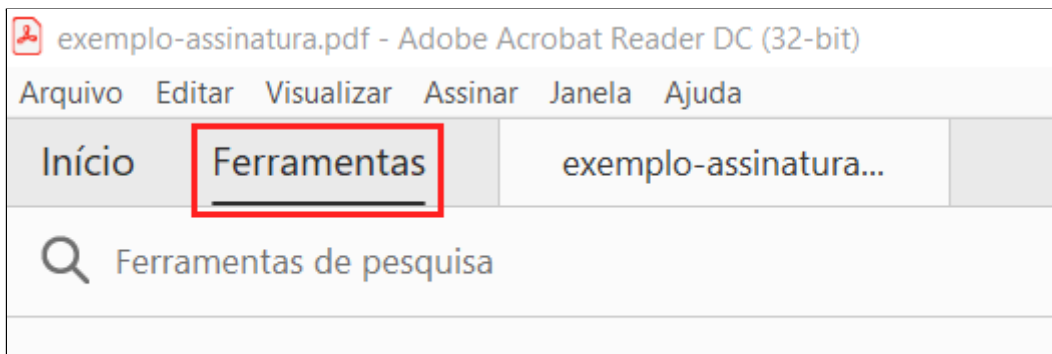 exemplo-assinatura.pdf - Adobe Acrobat Reader DC (32-bit)
Arquivo Editar Visualizar Assinar Janela Ajuda
Início Ferramentas exemplo-assinatura...
Ferramentas de pesquisa